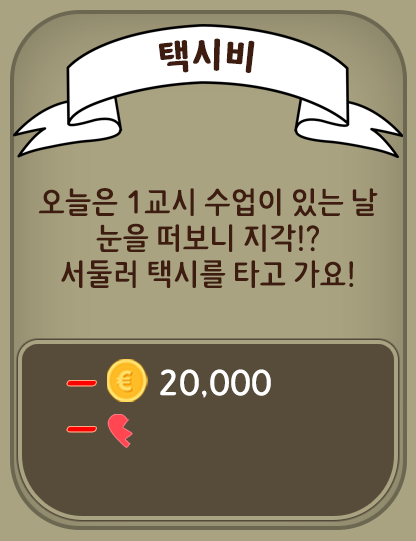 택시비
오늘은 1교시 수업이 있는 날
눈을 떠보니 지각!?
서둘러 택시를 타고 가요!
− € 20,000
−